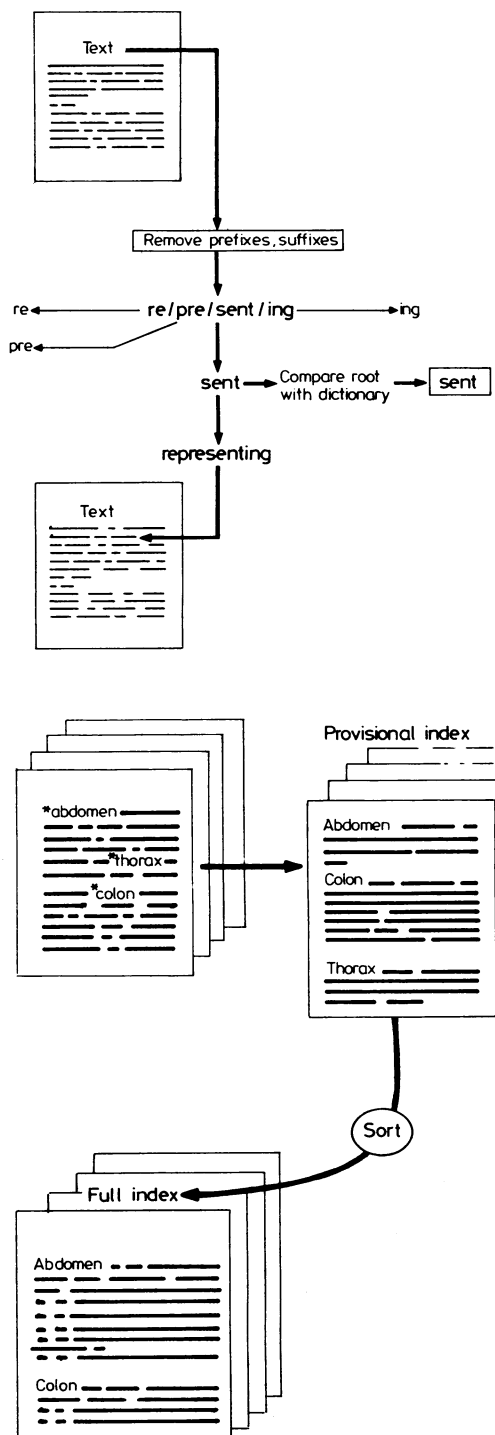 Text
Remove prefixes, suffixes
re
re/pre/sent/ing
ing
pre
sent
Compare root
with dictionary
sent
representing
Text
Provisional index
*abdomen
*thorax
*colon
Abdomen
Colon
Thorax
Sort
Full index
Abdomen
Colon